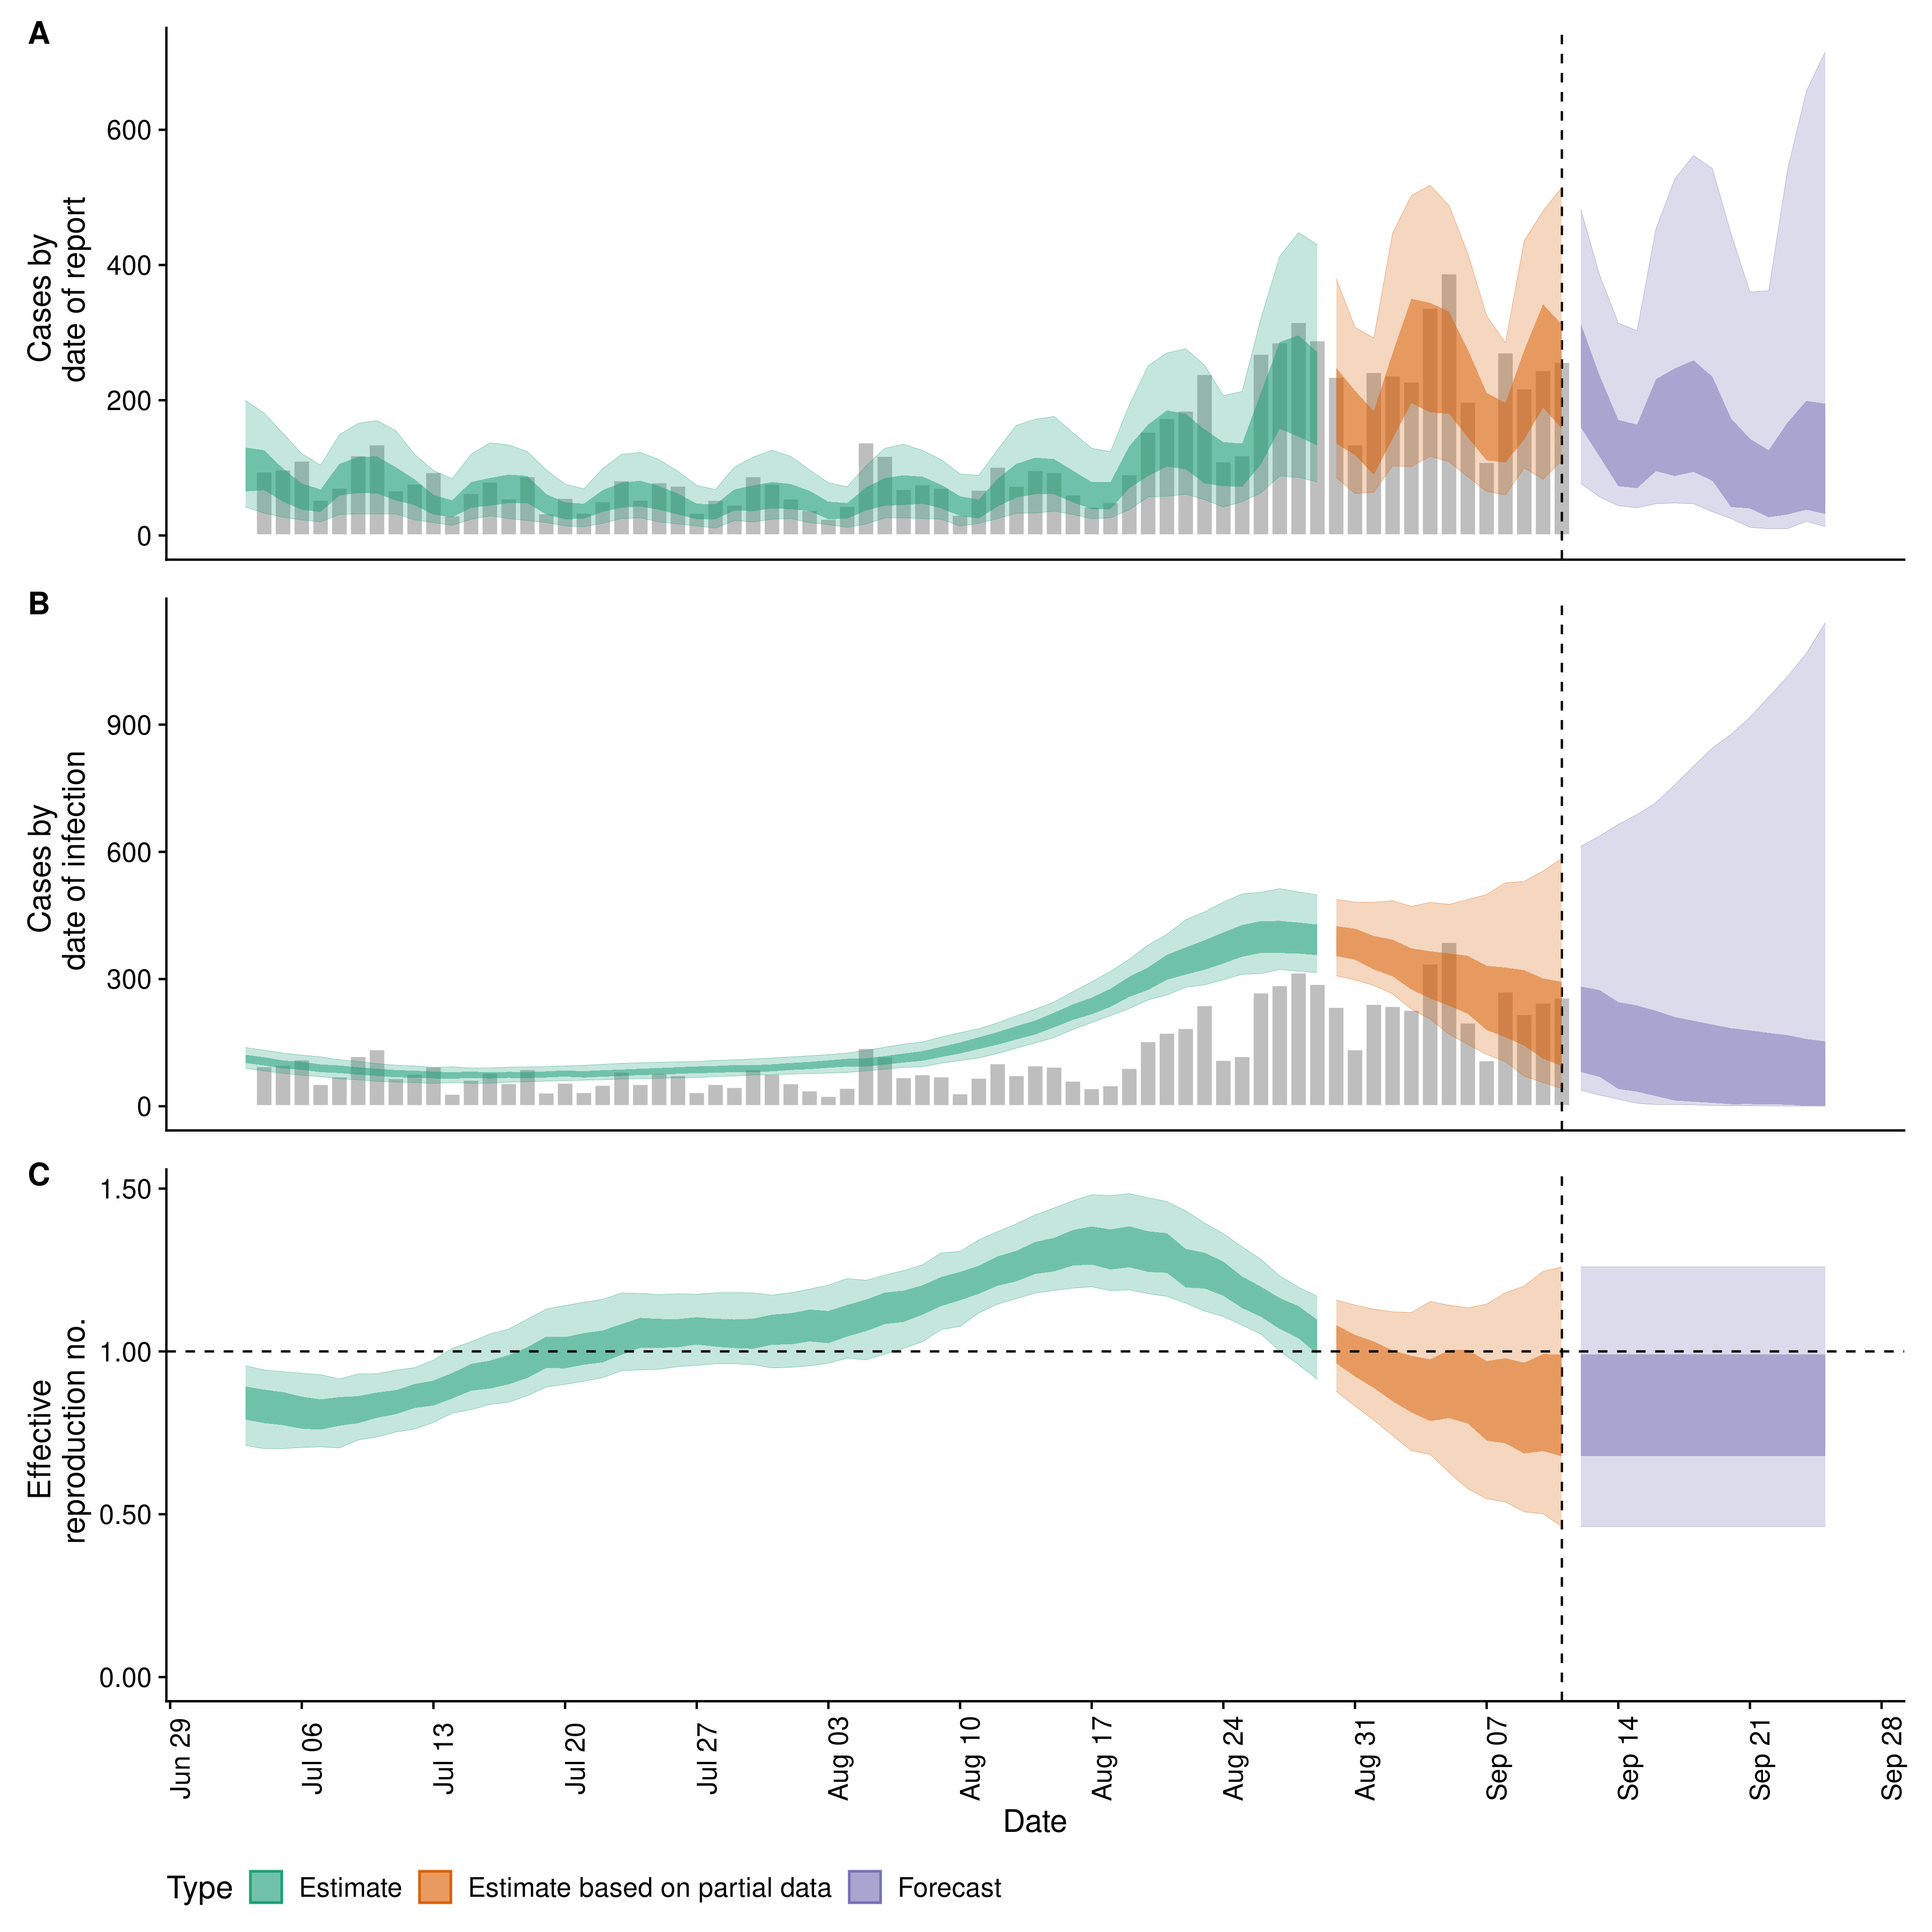 A
Cases by
date of report
600
400
200
0
B
Cases by
date of infection
900
600
300
0
C
Effective
reproduction no.
1.50
1.00
0.50
0.00
Jun 29
Jul 06
Jul 13
Jul 20
Jul 27
Aug 03
Aug 10
Aug 17
Aug 24
Aug 31
Sep 07
Sep 14
Sep 21
Sep 28
Date
Type Estimate Estimate based on partial data Forecast